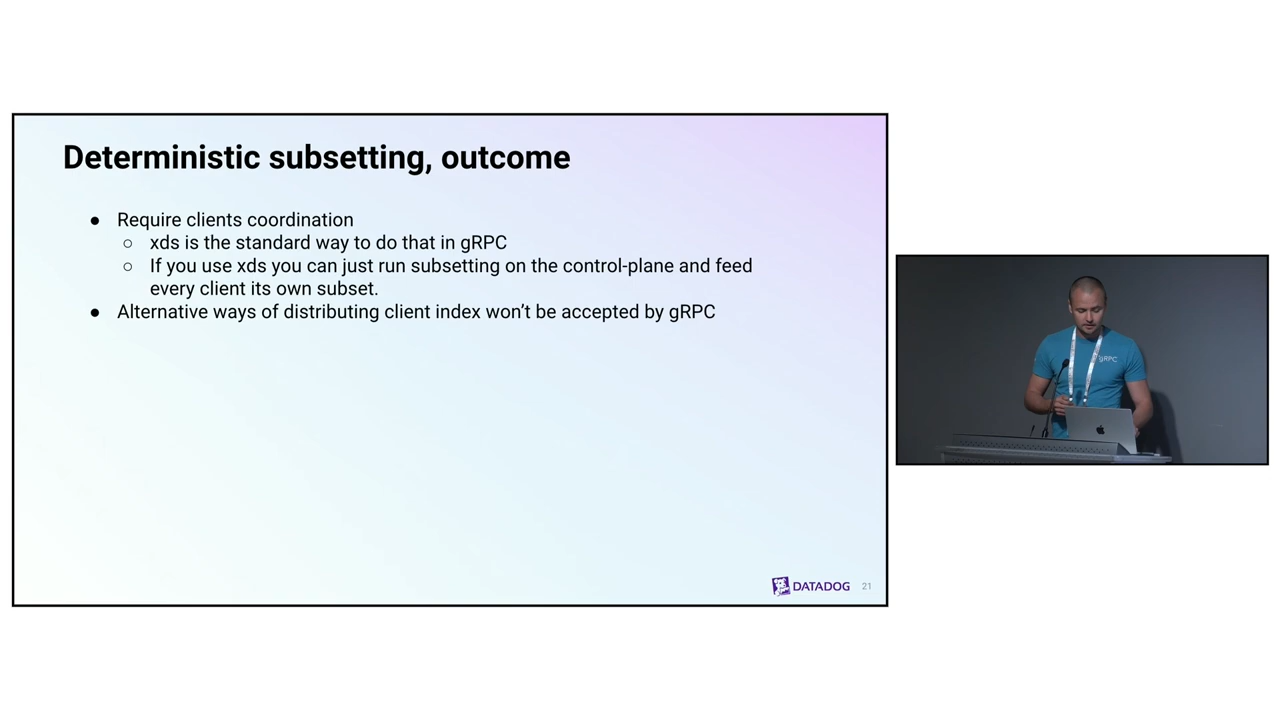 Deterministic subsetting, outcome
● Require clients coordination
○ xds is the standard way to do that in gRPC
○ If you use xds you can just run subsetting on the control-plane and feed
every client its own subset.
● Alternative ways of distributing client index won’t be accepted by gRPC
DATADOG 21
gRPC